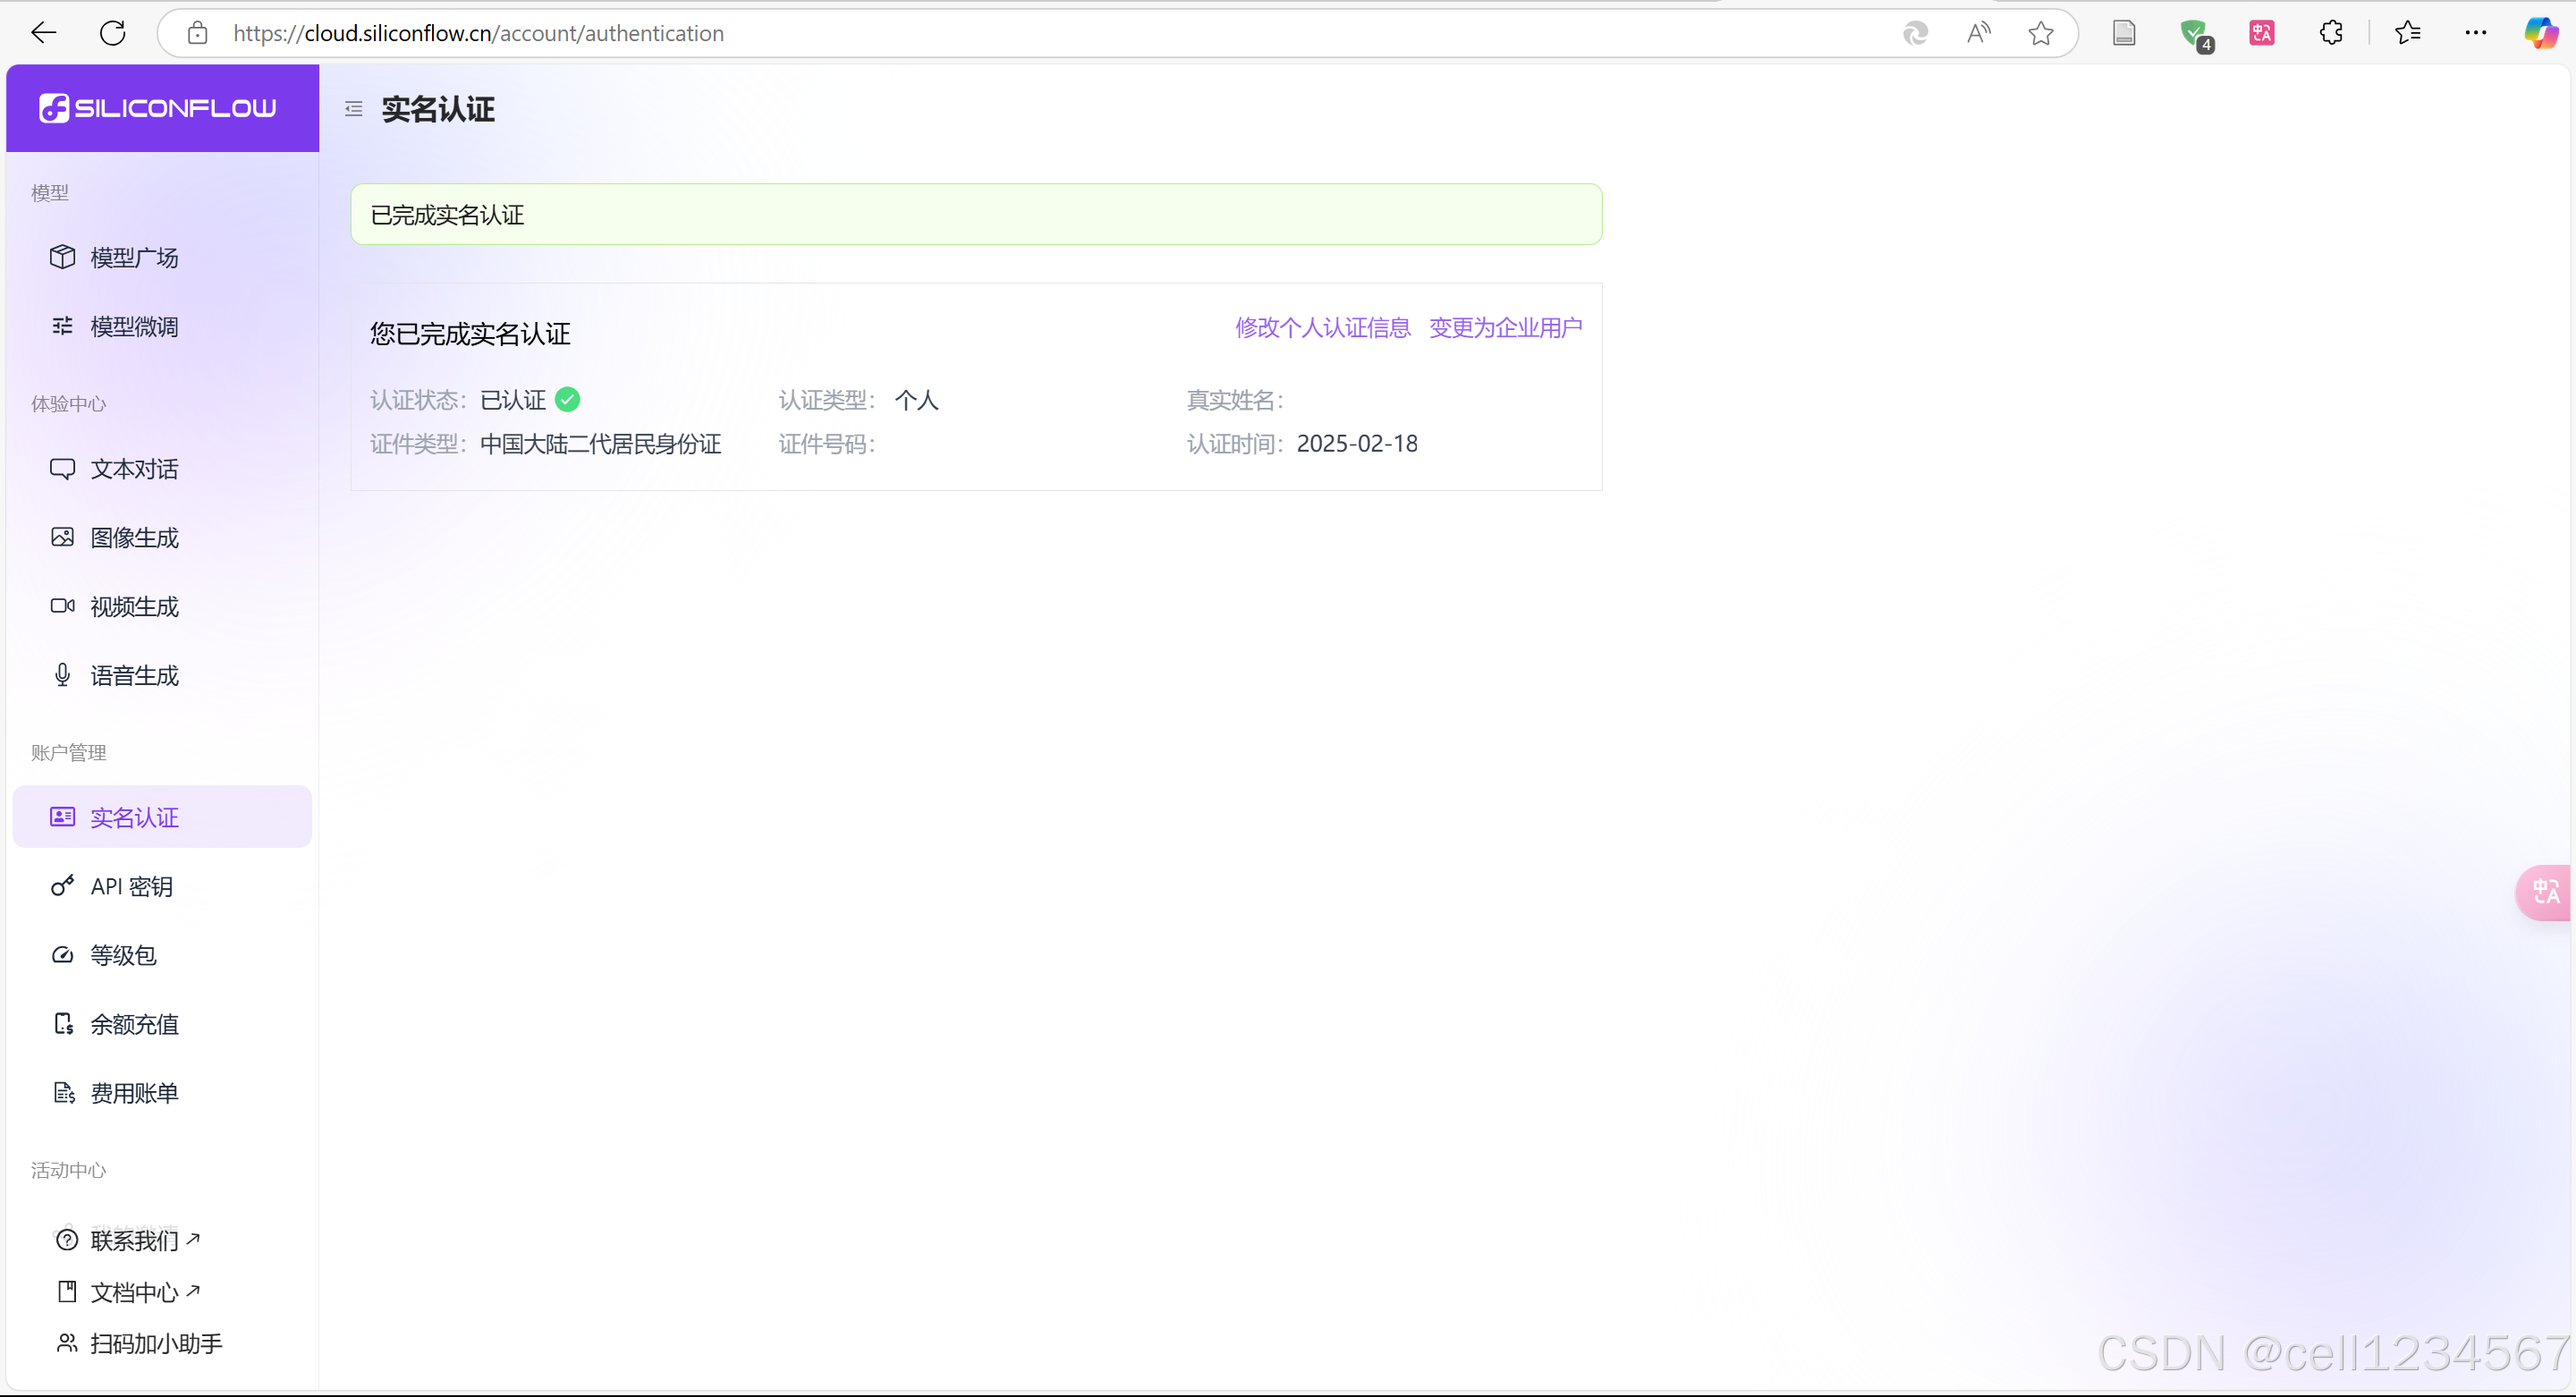 https://cloud.siliconflow.cn/account/authentication
4
SILICONFLOW
实名认证
模型
模型广场
模型微调
体验中心
文本对话
图像生成
视频生成
语音生成
账户管理
实名认证
API 密钥
等级包
余额充值
费用账单
活动中心
我的邀请
联系我们
文档中心
扫码加小助手
已完成实名认证
您已完成实名认证
修改个人认证信息 变更为企业用户
认证状态： 已认证 认证类型： 个人 真实姓名：
证件类型： 中国大陆二代居民身份证 证件号码： 认证时间： 2025-02-18
CSDN @cell1234567